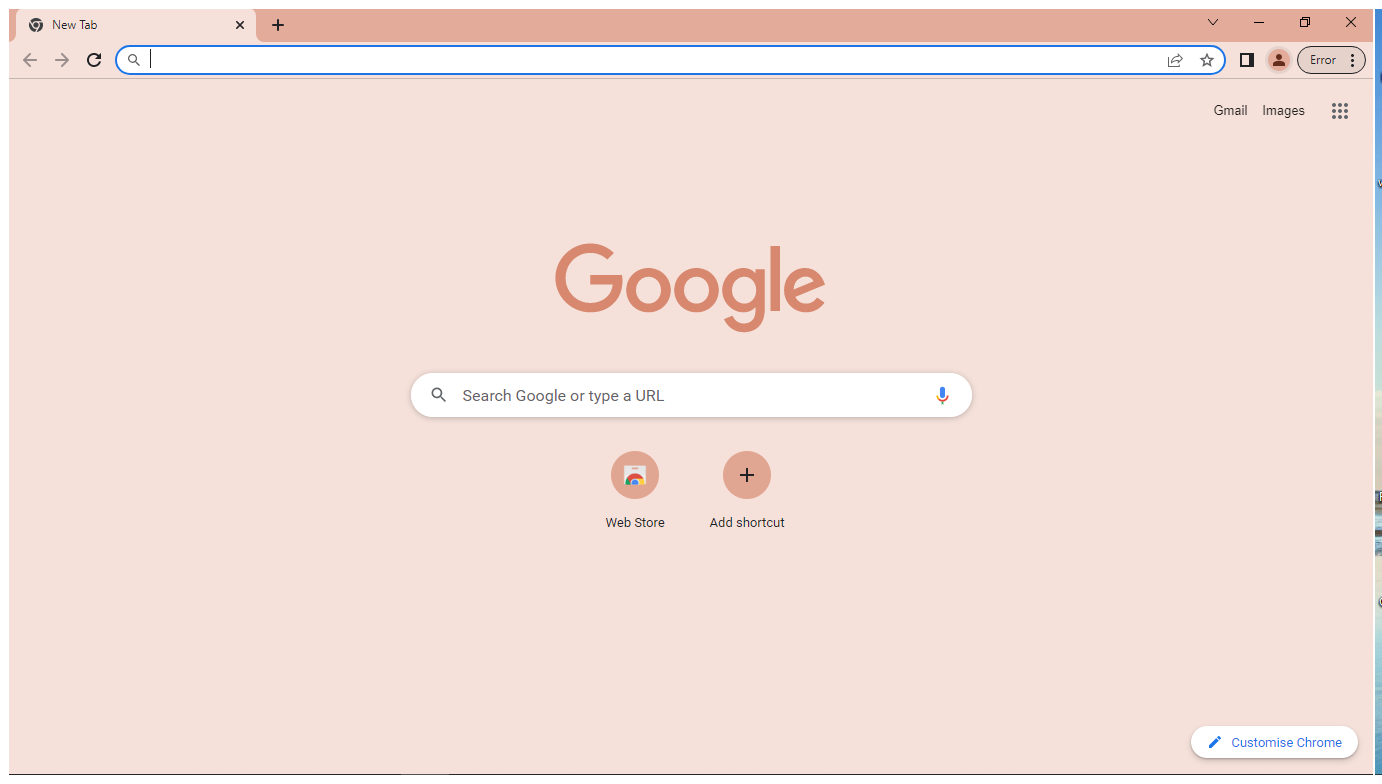 New Tab
Error
Gmail Images
Google
Search Google or type a URL
Web Store Add shortcut
Customise Chrome